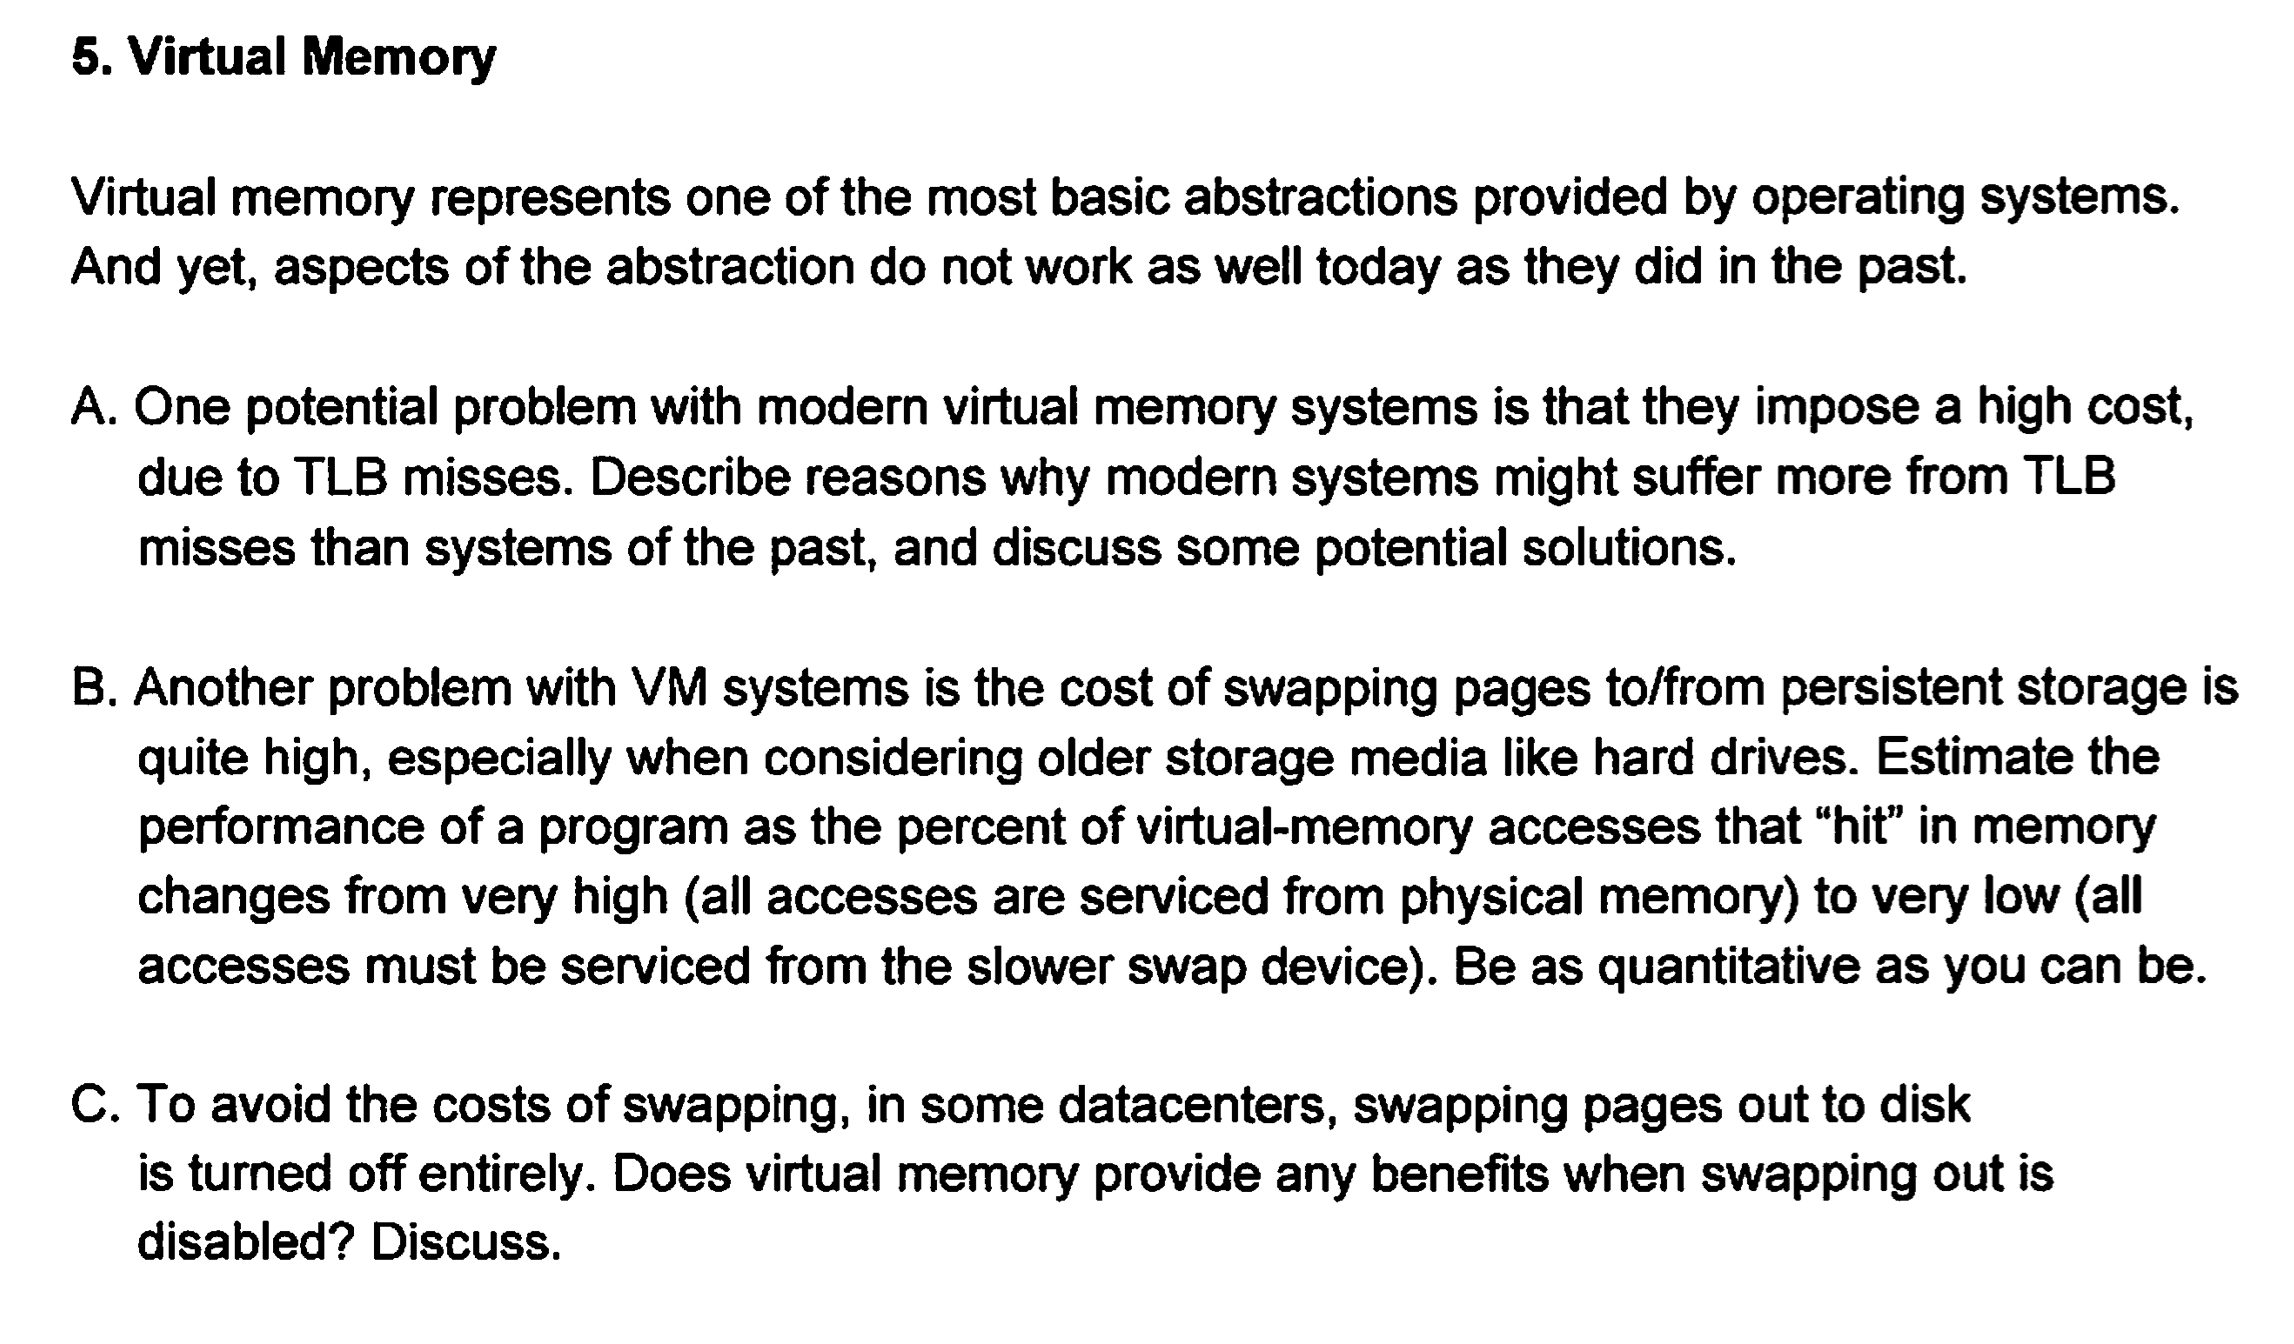 5. Virtual Memory
Virtual memory represents one of the most basic abstractions provided by operating systems.
And yet, aspects of the abstraction do not work as well today as they did in the past.
A. One potential problem with modern virtual memory systems is that they impose a high cost,
due to TLB misses. Describe reasons why modern systems might suffer more from TLB
misses than systems of the past, and discuss some potential solutions.
B. Another problem with VM systems is the cost of swapping pages to/from persistent storage is
quite high, especially when considering older storage media like hard drives. Estimate the
performance of a program as the percent of virtual-memory accesses that “hit” in memory
changes from very high (all accesses are serviced from physical memory) to very low (all
accesses must be serviced from the slower swap device). Be as quantitative as you can be.
C. To avoid the costs of swapping, in some datacenters, swapping pages out to disk
is turned off entirely. Does virtual memory provide any benefits when swapping out is
disabled? Discuss.